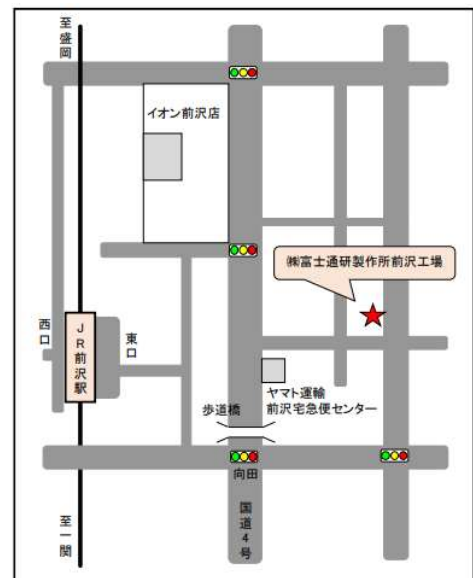 至盛岡
イオン前沢店
㈱富士通研製作所前沢工場
西口
JR前沢駅
東口
ヤマト運輸
前沢宅急便センター
歩道橋
向田
至一関
国道4号